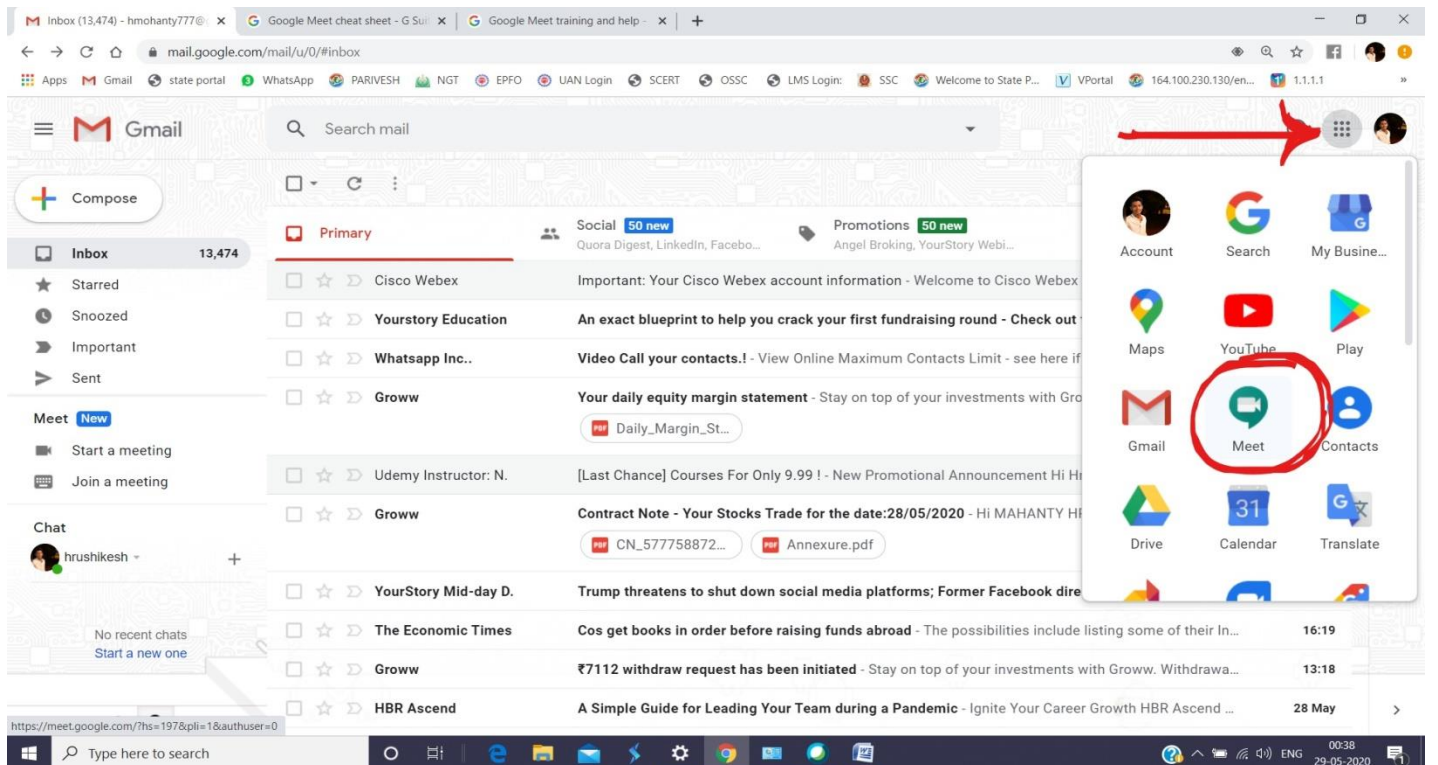 Inbox (13,474) - hmohanty777@
Google Meet cheat sheet - G Sui
Google Meet training and help -
mail.google.com/mail/u/0/#inbox
Apps Gmail state portal WhatsApp PARIVESH NGT EPFO UAN Login SCERT OSSC LMS Login: SSC Welcome to State P... VPortal 164.100.230.130/en... 1.1.1.1 »
Gmail
Search mail
Compose
Inbox 13,474
Starred
Snoozed
Important
Sent
Meet New
Start a meeting
Join a meeting
Chat
hrushikesh
No recent chats
Start a new one
Primary
Social 50 new
Quora Digest, LinkedIn, Facebo...
Promotions 50 new
Angel Broking, YourStory Webi...
Cisco Webex Important: Your Cisco Webex account information - Welcome to Cisco Webex
Yourstory Education An exact blueprint to help you crack your first fundraising round - Check out
Whatsapp Inc.. Video Call your contacts.! - View Online Maximum Contacts Limit - see here if
Groww Your daily equity margin statement - Stay on top of your investments with Gro
PDF Daily_Margin_St...
Udemy Instructor: N. [Last Chance] Courses For Only 9.99 ! - New Promotional Announcement Hi
Groww Contract Note - Your Stocks Trade for the date:28/05/2020 - Hi MAHANTY
PDF CN_577758872... PDF Annexure.pdf
YourStory Mid-day D. Trump threatens to shut down social media platforms; Former Facebook dire
The Economic Times Cos get books in order before raising funds abroad - The possibilities include listing some of their In... 16:19
Groww ₹7112 withdraw request has been initiated - Stay on top of your investments with Groww. Withdrawa... 13:18
HBR Ascend A Simple Guide for Leading Your Team during a Pandemic - Ignite Your Career Growth HBR Ascend ... 28 May
Account Search My Busine...
G
Maps YouTube Play
Gmail Meet Contacts
31 G
Drive Calendar Translate
https://meet.google.com/?hs=197&pli=1&authuser=0
Type here to search
ENG
00:38
29-05-2020